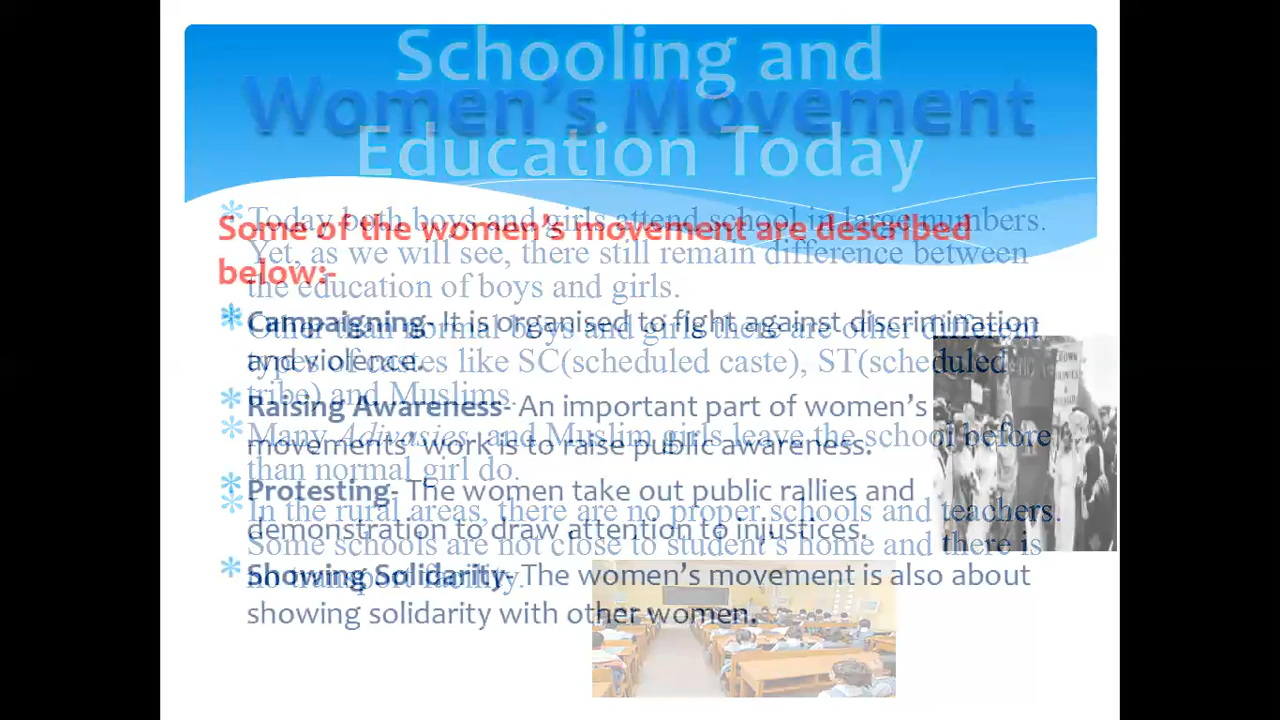 Schooling and
Education Today
* Today both boys and girls attend school in large numbers.
Yet, as we will see, there still remain difference between
the education of boys and girls.
* Other than normal boys and girls there are other different
types of castes like SC(scheduled caste), ST(scheduled
tribe) and Muslims.
* Many Adivasies and Muslim girls leave the school before
than normal girl do.
* In the rural areas, there are no proper schools and teachers.
Some schools are not close to student's home and there is
no transport facility.
Women's Movement
Some of the women's movement are described
below:-
* Campaigning- It is organised to fight against discrimination
and violence.
* Raising Awareness- An important part of women's
movements' work is to raise public awareness.
* Protesting- The women take out public rallies and
demonstration to draw attention to injustices.
* Showing Solidarity- The women's movement is also about
showing solidarity with other women.